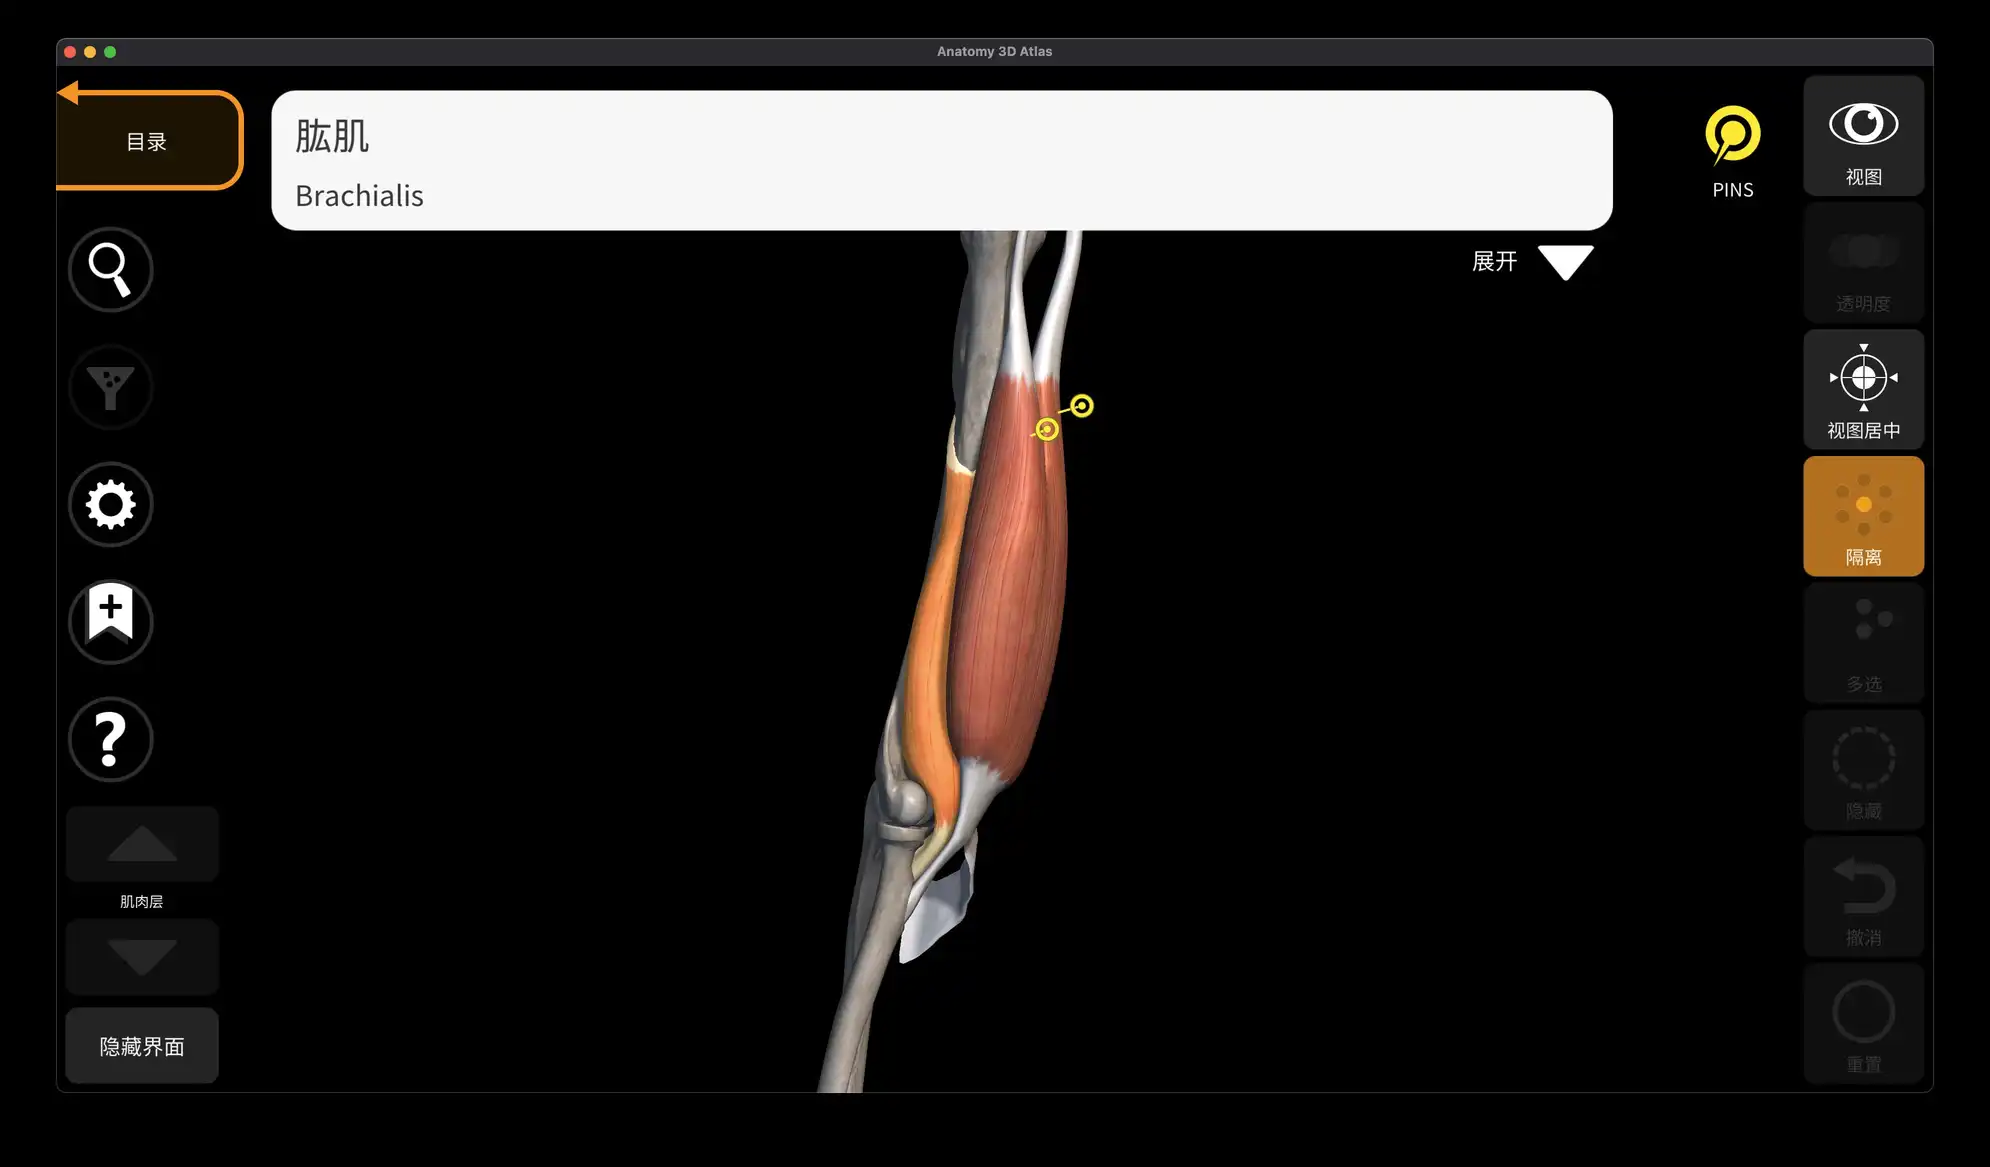 Anatomy 3D Atlas
目录
肱肌
Brachialis
PINS
视图
展开
透明度
视图居中
隔离
多选
隐藏
撤消
重置
肌肉层
隐藏界面